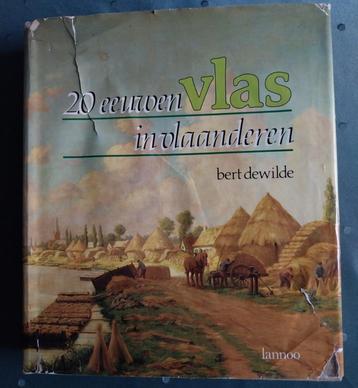 20 eeuwen vlas
in vlaanderen
bert dewilde
lannoo